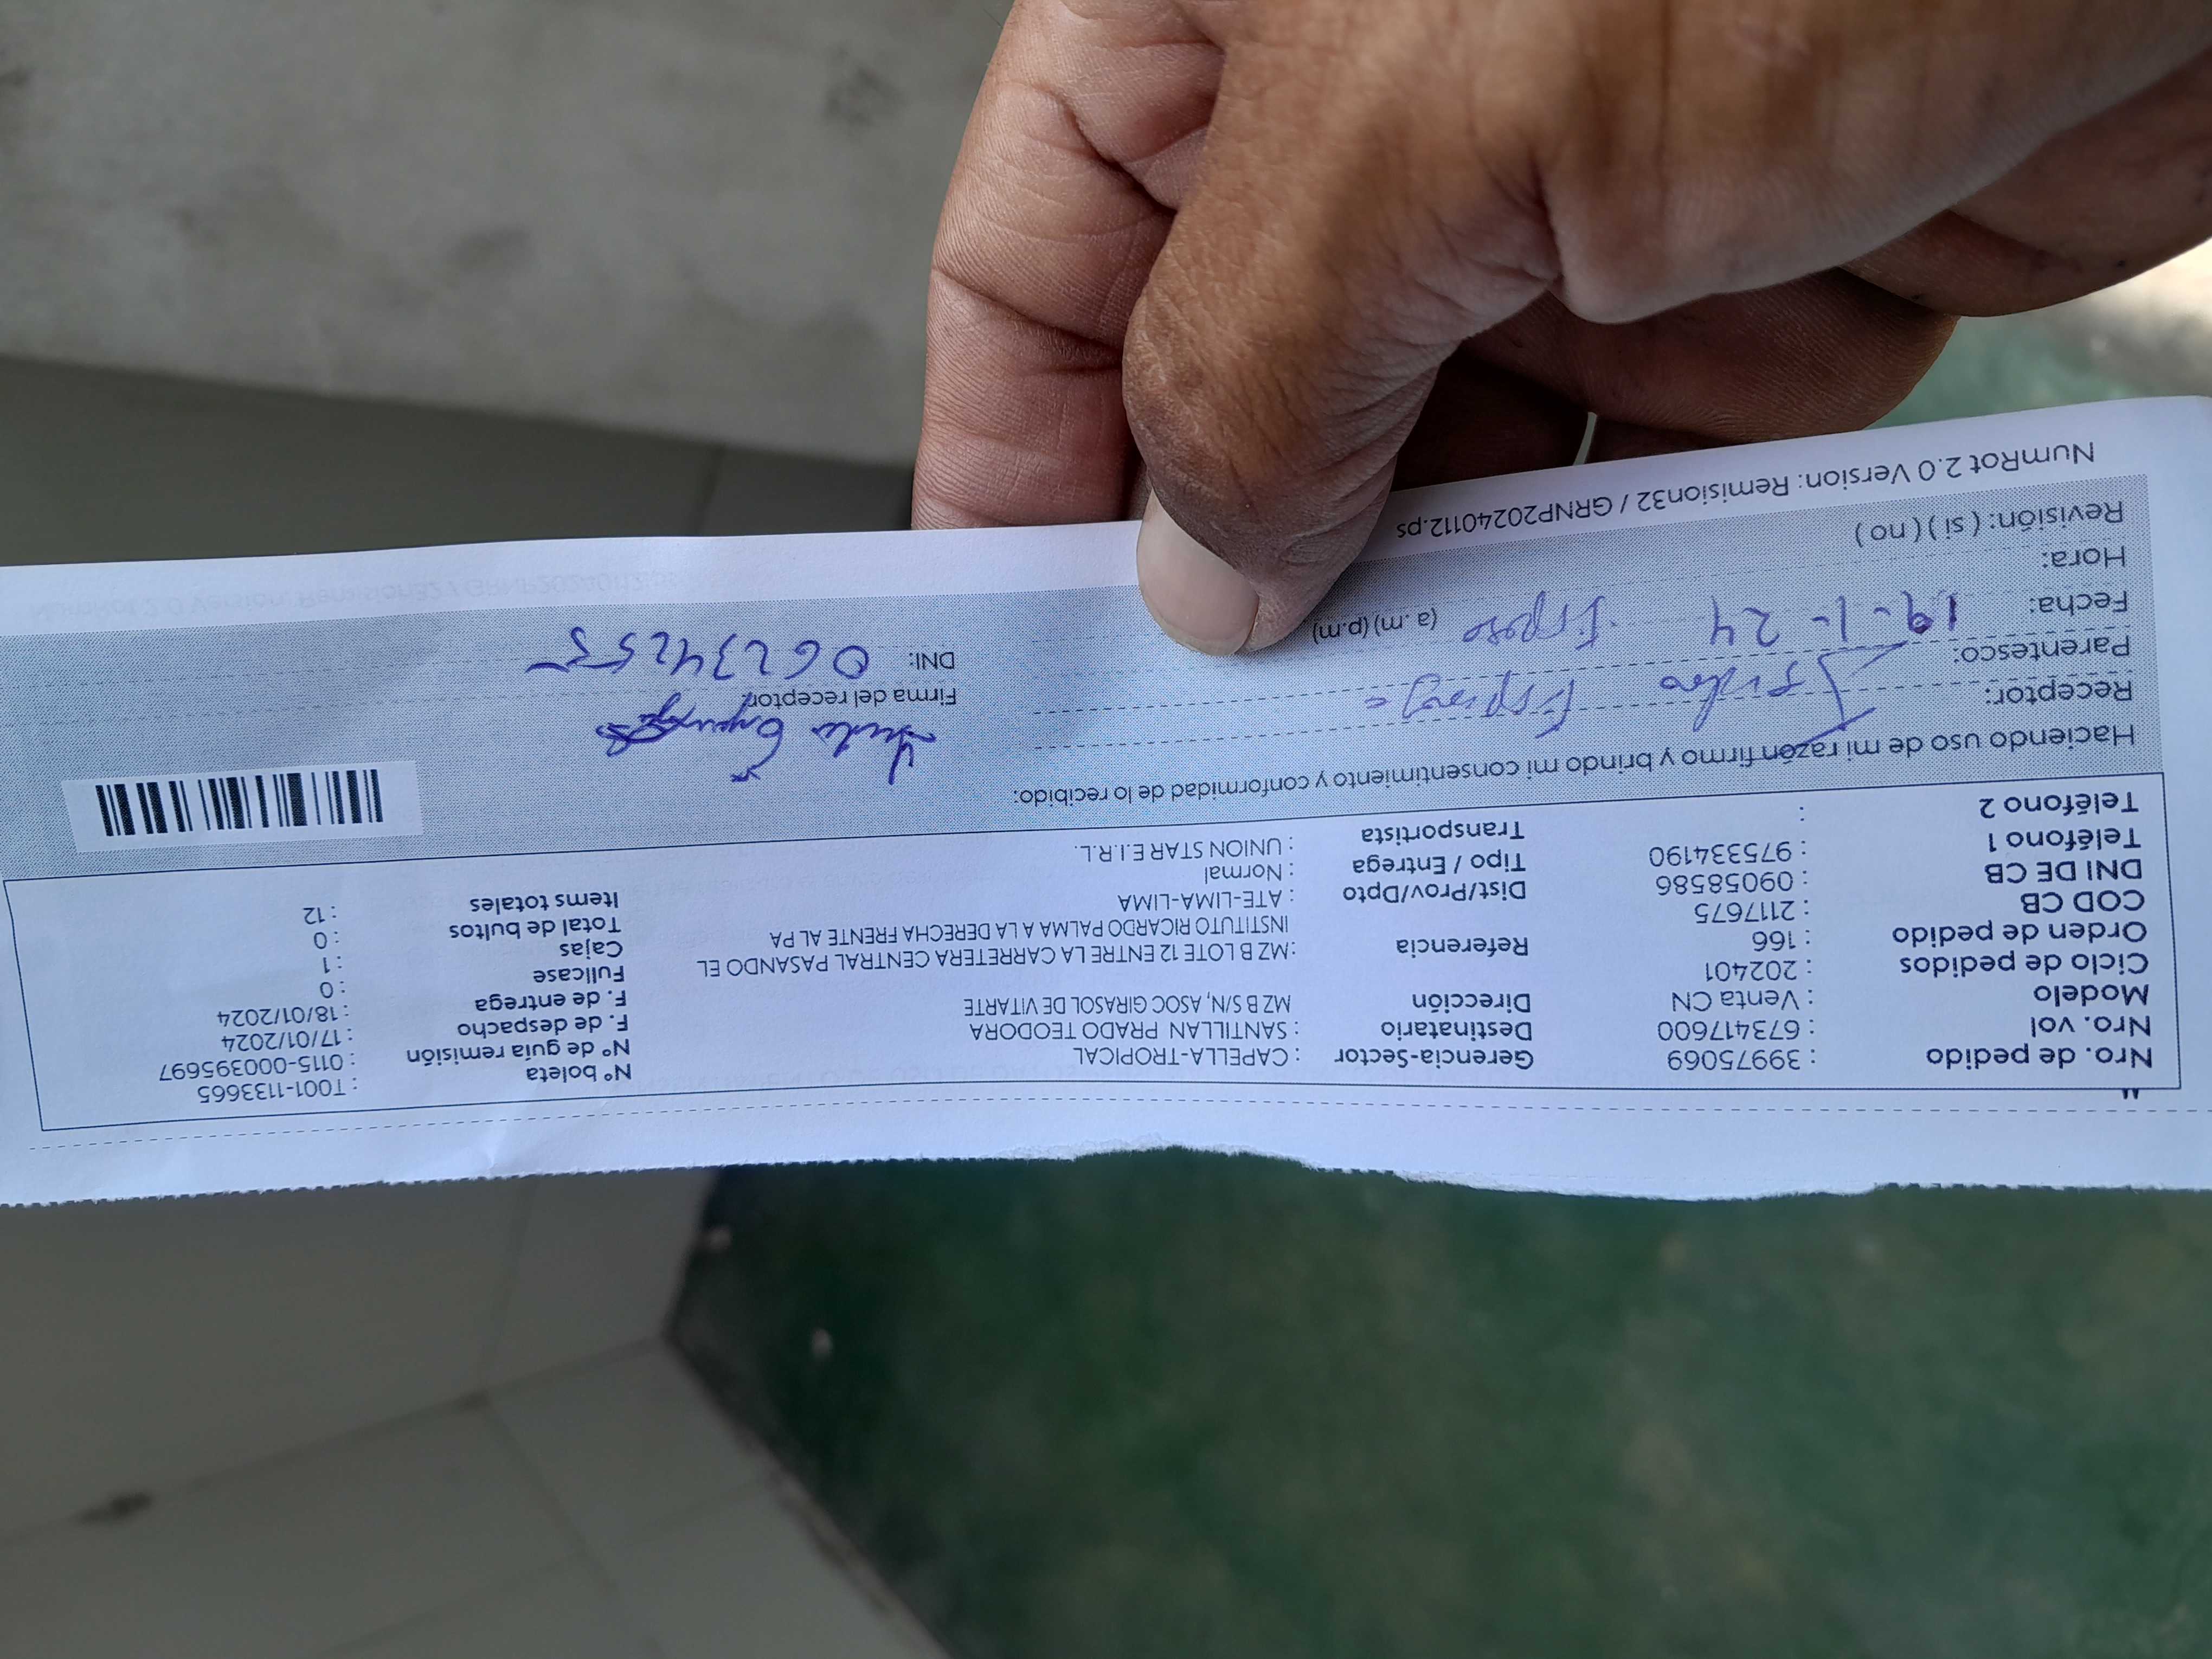 Nro. de pedido : 39975069 Gerencia-Sector : CAPELLA-TROPICAL Nº boleta : T001-1133665
Nro. vol : 673417600 Destinatario : SANTILLAN PRADO TEODORA Nº de guía remisión : 0115-000395697
Modelo : Venta CN Dirección MZ B S/N, ASOC GIRASOL DE VITARTE F. de despacho : 17/01/2024
Ciclo de pedidos : 202401 F. de entrega : 18/01/2024
Orden de pedido : 166 Referencia : MZ B LOTE 12 ENTRE LA CARRETERA CENTRAL PASANDO EL Fullcase : 0
COD CB : 2117675 INSTITUTO RICARDO PALMA A LA DERECHA FRENTE AL PA Cajas : 1
DNI DE CB : 09058586 Dist/Prov/Dpto : ATE-LIMA-LIMA Total de bultos : 0
Teléfono 1 : 975334190 Tipo / Entrega : Normal Items totales : 12
Teléfono 2 : Transportista : UNION STAR E.I.R.L.
Haciendo uso de mi razón firmo y brindo mi consentimiento y conformidad de lo recibido:
Receptor:
Parentesco: Esposo Firma del receptor:
Fecha: 19-1-24 DNI: 06234255
Hora: (a. m) (p.m)
Revisión: ( si ) ( no )
NumRot 2.0 Version: Remision32 / GRNP20240112.ps